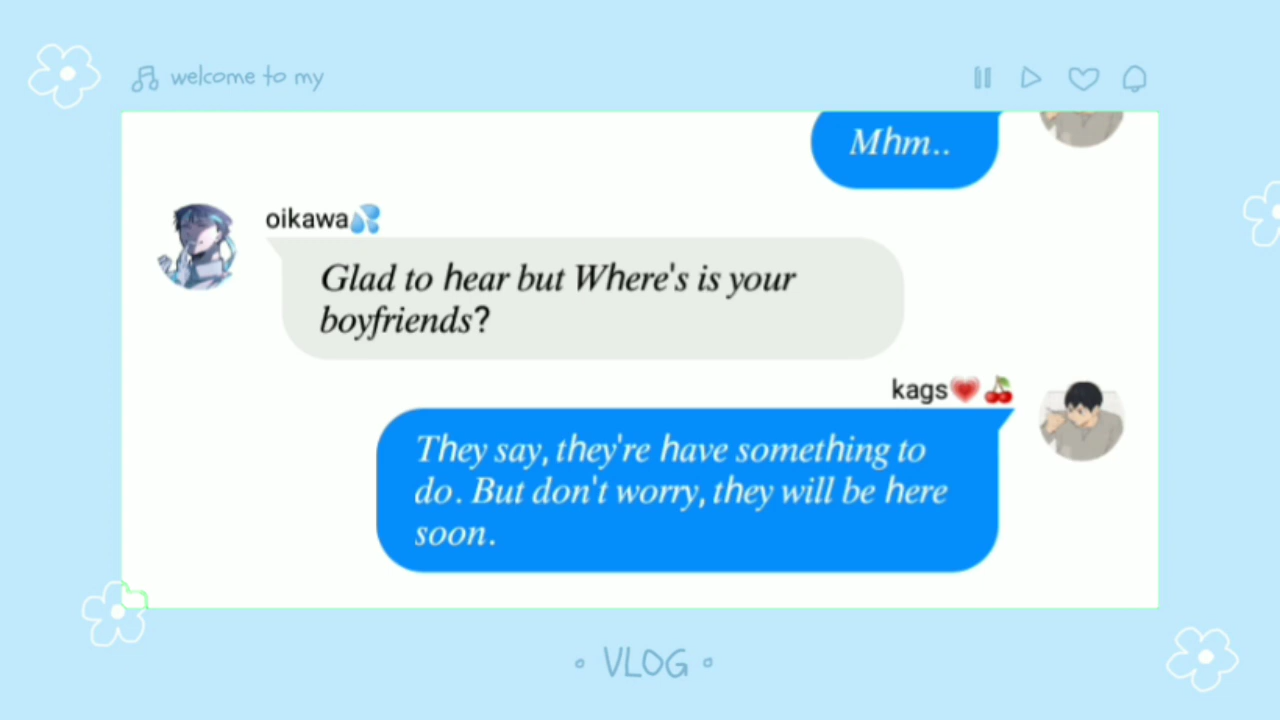 welcome to my
Mhm..
oikawa💦
Glad to hear but Where's is your
boyfriends?
kags💗🍒
They say, they're have something to
do. But don't worry, they will be here
soon.
• VLOG •